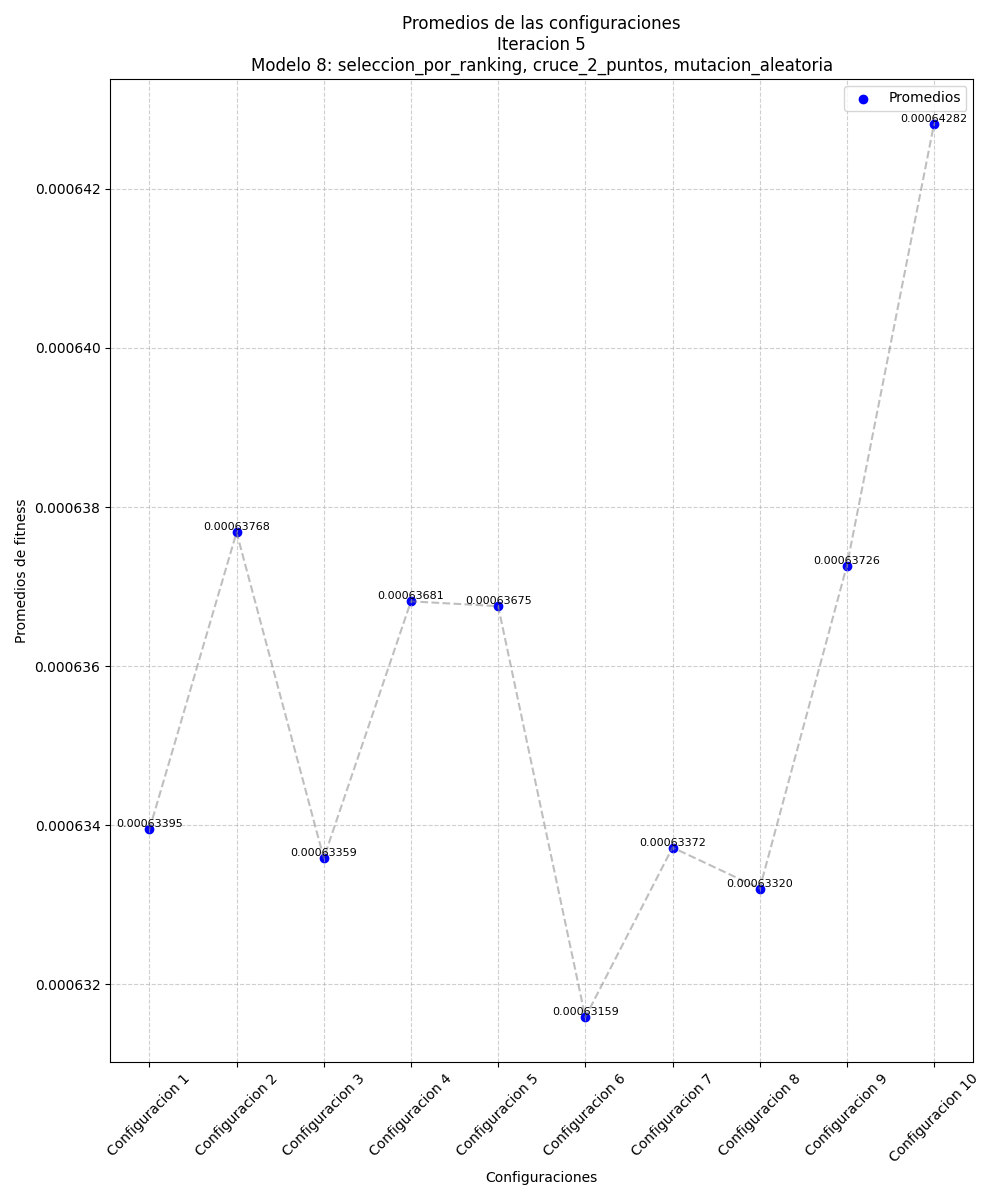 Promedios de las configuraciones
Iteracion 5
Modelo 8: seleccion_por_ranking, cruce_2_puntos, mutacion_aleatoria
Promedios
0.00064282
0.000642
0.000640
0.000638
0.00063768
0.00063726
0.00063681
0.00063675
0.000636
0.000634
0.00063395
0.00063372
0.00063359
0.00063320
0.000632
0.00063159
Promedios de fitness
Configuracion 1
Configuracion 2
Configuracion 3
Configuracion 4
Configuracion 5
Configuracion 6
Configuracion 7
Configuracion 8
Configuracion 9
Configuracion 10
Configuraciones